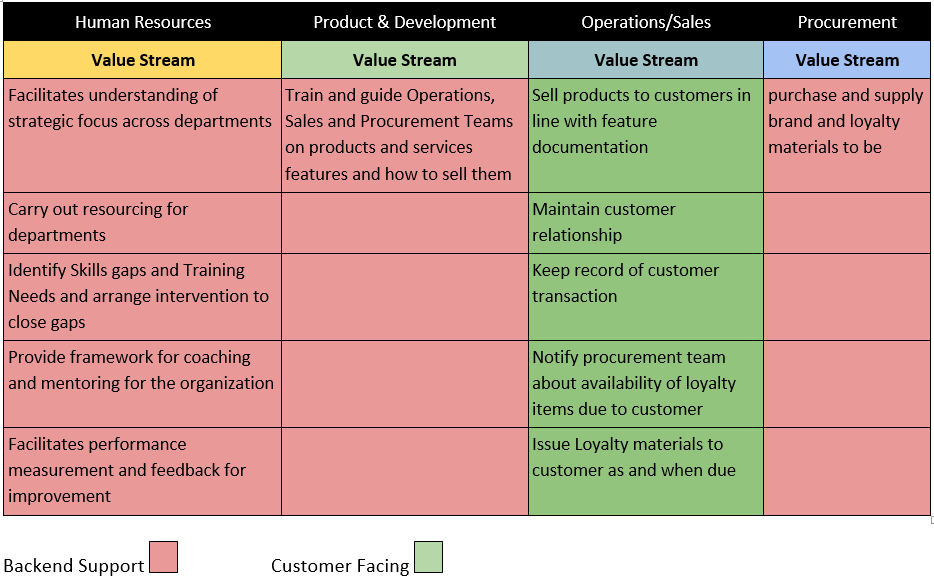 Human Resources
Product & Development
Operations/Sales
Procurement
Value Stream
Value Stream
Value Stream
Value Stream
Facilitates understanding of
strategic focus across departments
Train and guide Operations,
Sales and Procurement Teams
on products and services
features and how to sell them
Sell products to customers in
line with feature
documentation
purchase and supply
brand and loyalty
materials to be
Carry out resourcing for
departments
Maintain customer
relationship
Identify Skills gaps and Training
Needs and arrange intervention to
close gaps
Keep record of customer
transaction
Provide framework for coaching
and mentoring for the organization
Notify procurement team
about availability of loyalty
items due to customer
Facilitates performance
measurement and feedback for
improvement
Issue Loyalty materials to
customer as and when due
Backend Support
Customer Facing